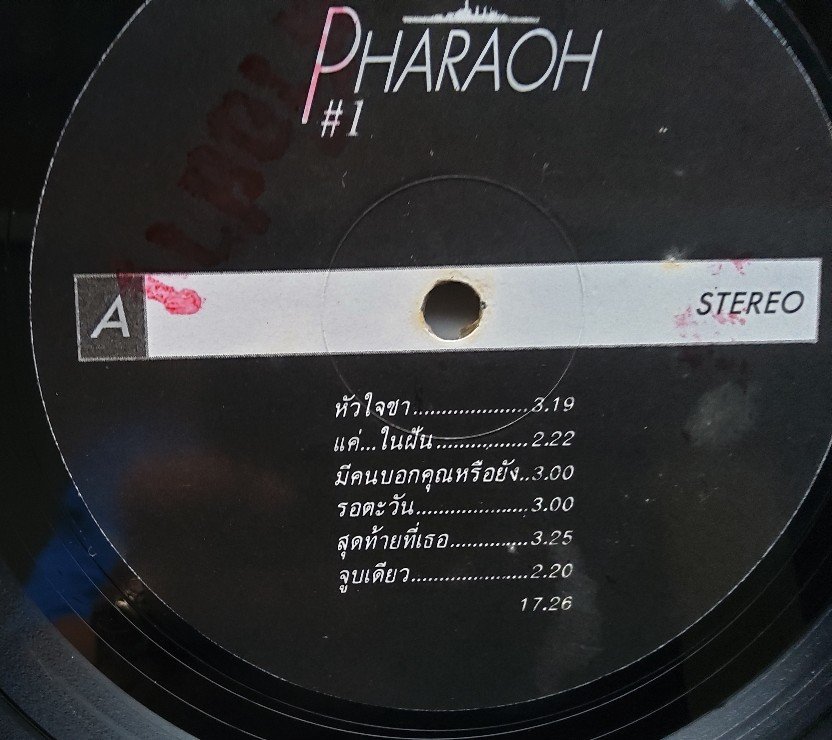 PHARAOH
#1
A
STEREO
หัวใจชา....................3.19
แค่...ในฝัน................2.22
มีคนบอกคุณหรือยัง..3.00
รอตะวัน....................3.00
สุดท้ายที่เธอ..............3.25
จูบเดียว.....................2.20
17.26